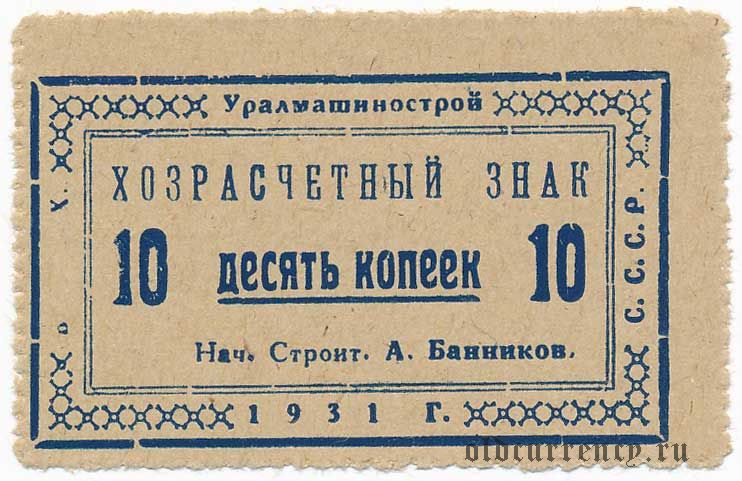 Уралмашинострой
ХОЗРАСЧЕТНЫЙ ЗНАК
10 десять копеек 10
Нач. Строит. А. Банников.
1931 Г.
С.С.С.Р.
oldcurrency.ru